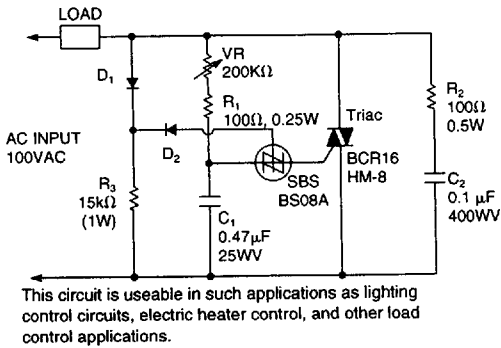 LOAD
D₁
VR
200KΩ
R₁
100Ω, 0.25W
R₂
100Ω
0.5W
Triac
AC INPUT
100VAC
D₂
BCR16
HM-8
R₃
15kΩ
(1W)
SBS
BS08A
C₂
0.1 μF
400WV
C₁
0.47μF
25WV
This circuit is useable in such applications as lighting
control circuits, electric heater control, and other load
control applications.